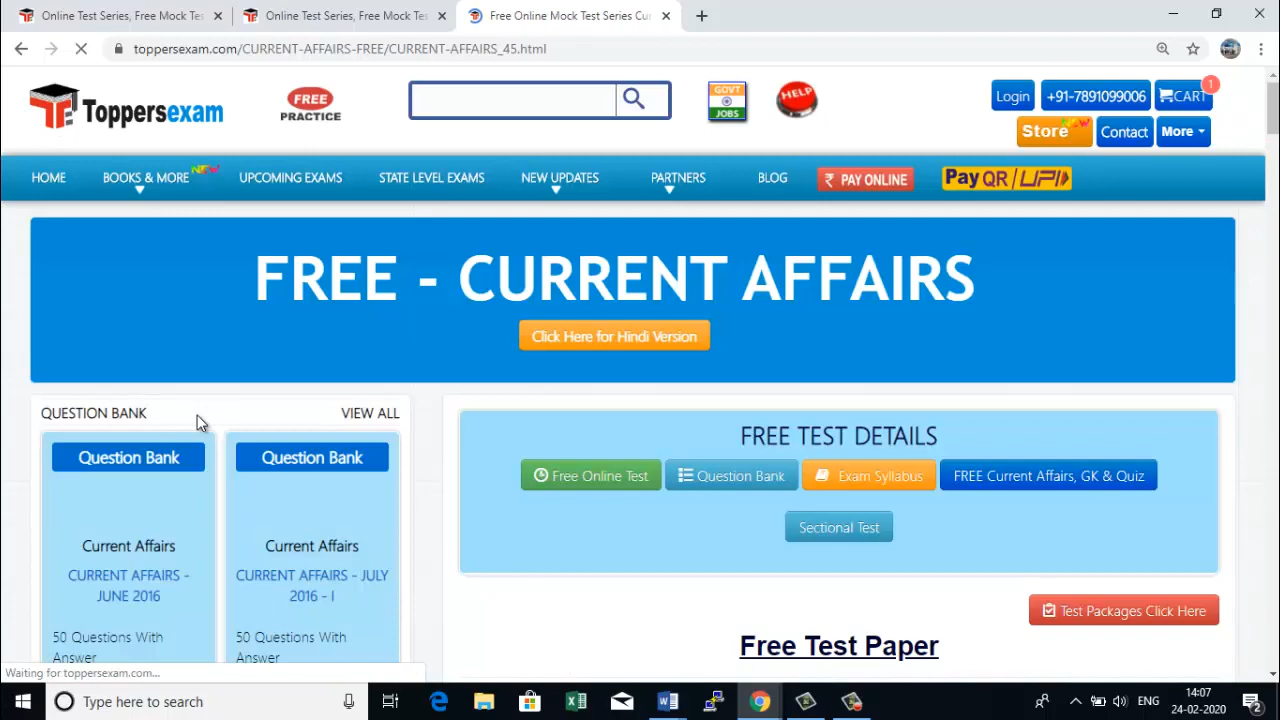 Online Test Series, Free Mock Tes
Online Test Series, Free Mock Tes
Free Online Mock Test Series Cur
toppersexam.com/CURRENT-AFFAIRS-FREE/CURRENT-AFFAIRS_45.html
Toppersexam
FREE
PRACTICE
GOVT
JOBS
HELP
Login
+91-7891099006
CART
1
Store
NEW
Contact
More
HOME
BOOKS & MORE
NEW
UPCOMING EXAMS
STATE LEVEL EXAMS
NEW UPDATES
PARTNERS
BLOG
₹ PAY ONLINE
Pay QR/UPI
FREE - CURRENT AFFAIRS
Click Here for Hindi Version
QUESTION BANK
VIEW ALL
Question Bank
Current Affairs
CURRENT AFFAIRS -
JUNE 2016
50 Questions With
Answer
Question Bank
Current Affairs
CURRENT AFFAIRS - JULY
2016 - I
50 Questions With
Answer
FREE TEST DETAILS
Free Online Test
Question Bank
Exam Syllabus
FREE Current Affairs, GK & Quiz
Sectional Test
Test Packages Click Here
Free Test Paper
Waiting for toppersexam.com...
Type here to search
ENG
14:07
24-02-2020
2